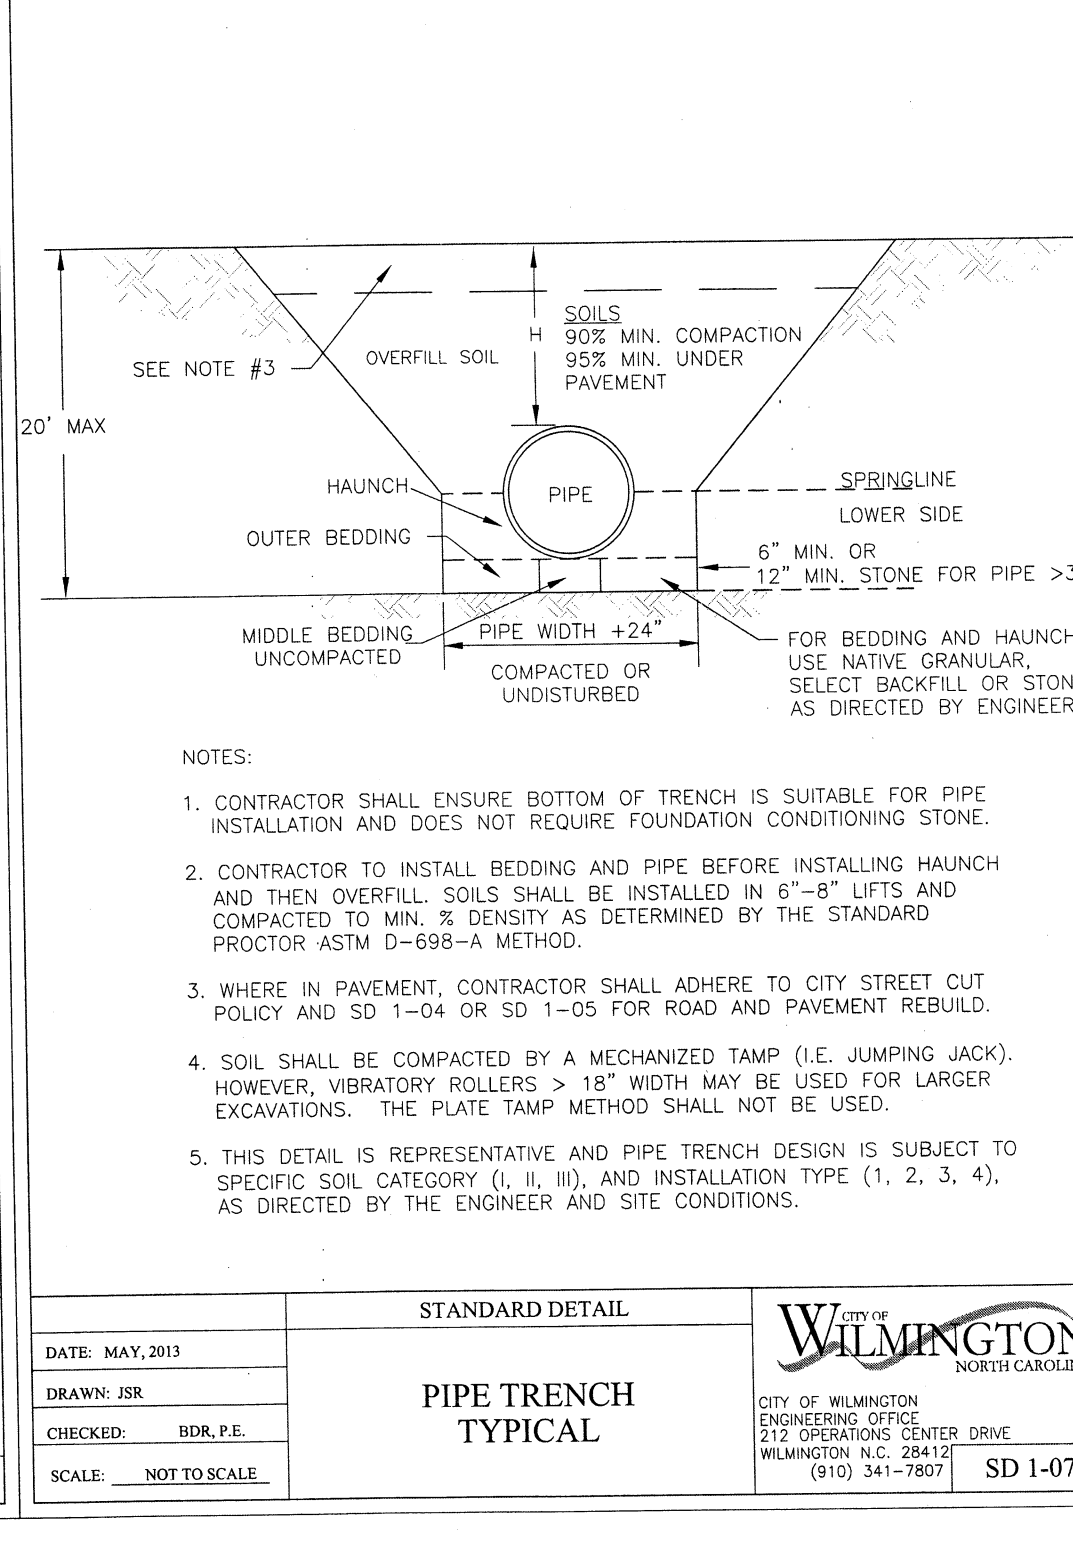 SOILS
H
90% MIN. COMPACTION
95% MIN. UNDER
PAVEMENT
OVERFILL SOIL
SEE NOTE #3
20' MAX
HAUNCH
PIPE
SPRINGLINE
LOWER SIDE
OUTER BEDDING
6" MIN. OR
12" MIN. STONE FOR PIPE >3
MIDDLE BEDDING
UNCOMPACTED
PIPE WIDTH +24"
COMPACTED OR
UNDISTURBED
FOR BEDDING AND HAUNCH
USE NATIVE GRANULAR,
SELECT BACKFILL OR STON
AS DIRECTED BY ENGINEER
NOTES:
1. CONTRACTOR SHALL ENSURE BOTTOM OF TRENCH IS SUITABLE FOR PIPE
INSTALLATION AND DOES NOT REQUIRE FOUNDATION CONDITIONING STONE.
2. CONTRACTOR TO INSTALL BEDDING AND PIPE BEFORE INSTALLING HAUNCH
AND THEN OVERFILL. SOILS SHALL BE INSTALLED IN 6"-8" LIFTS AND
COMPACTED TO MIN. % DENSITY AS DETERMINED BY THE STANDARD
PROCTOR ASTM D-698-A METHOD.
3. WHERE IN PAVEMENT, CONTRACTOR SHALL ADHERE TO CITY STREET CUT
POLICY AND SD 1-04 OR SD 1-05 FOR ROAD AND PAVEMENT REBUILD.
4. SOIL SHALL BE COMPACTED BY A MECHANIZED TAMP (I.E. JUMPING JACK).
HOWEVER, VIBRATORY ROLLERS > 18" WIDTH MAY BE USED FOR LARGER
EXCAVATIONS. THE PLATE TAMP METHOD SHALL NOT BE USED.
5. THIS DETAIL IS REPRESENTATIVE AND PIPE TRENCH DESIGN IS SUBJECT TO
SPECIFIC SOIL CATEGORY (I, II, III), AND INSTALLATION TYPE (1, 2, 3, 4),
AS DIRECTED BY THE ENGINEER AND SITE CONDITIONS.
STANDARD DETAIL
DATE: MAY, 2013
DRAWN: JSR
CHECKED: BDR, P.E.
SCALE: NOT TO SCALE
PIPE TRENCH
TYPICAL
CITY OF
WILMINGTON
NORTH CAROLIN
CITY OF WILMINGTON
ENGINEERING OFFICE
212 OPERATIONS CENTER DRIVE
WILMINGTON N.C. 28412
(910) 341-7807
SD 1-07